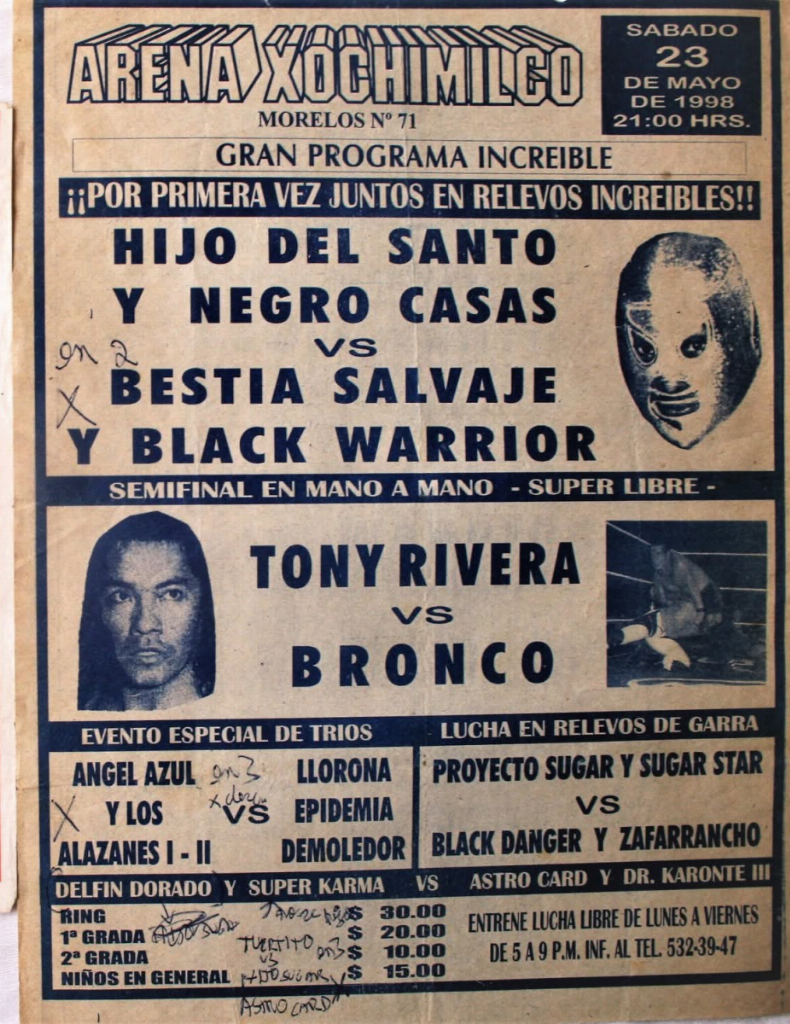 ARENA XOCHIMILCO
MORELOS Nº 71
SABADO
23
DE MAYO
DE 1998
21:00 HRS.
GRAN PROGRAMA INCREIBLE
¡¡POR PRIMERA VEZ JUNTOS EN RELEVOS INCREIBLES!!
HIJO DEL SANTO
Y NEGRO CASAS
VS
en 2
BESTIA SALVAJE
X
Y BLACK WARRIOR
SEMIFINAL EN MANO A MANO - SUPER LIBRE -
TONY RIVERA
VS
BRONCO
EVENTO ESPECIAL DE TRIOS
ANGEL AZUL en 3 LLORONA
X Y LOS VS EPIDEMIA
ALAZANES I - II DEMOLEDOR
LUCHA EN RELEVOS DE GARRA
PROYECTO SUGAR Y SUGAR STAR
VS
BLACK DANGER Y ZAFARRANCHO
DELFIN DORADO Y SUPER KARMA VS ASTRO CARD Y DR. KARONTE III
RING $ 30.00
1ª GRADA $ 20.00
2ª GRADA $ 10.00
NIÑOS EN GENERAL $ 15.00
TUERTITO en 3
VS
ASTRO CARD
ENTRENE LUCHA LIBRE DE LUNES A VIERNES
DE 5 A 9 P.M. INF. AL TEL. 532-39-47